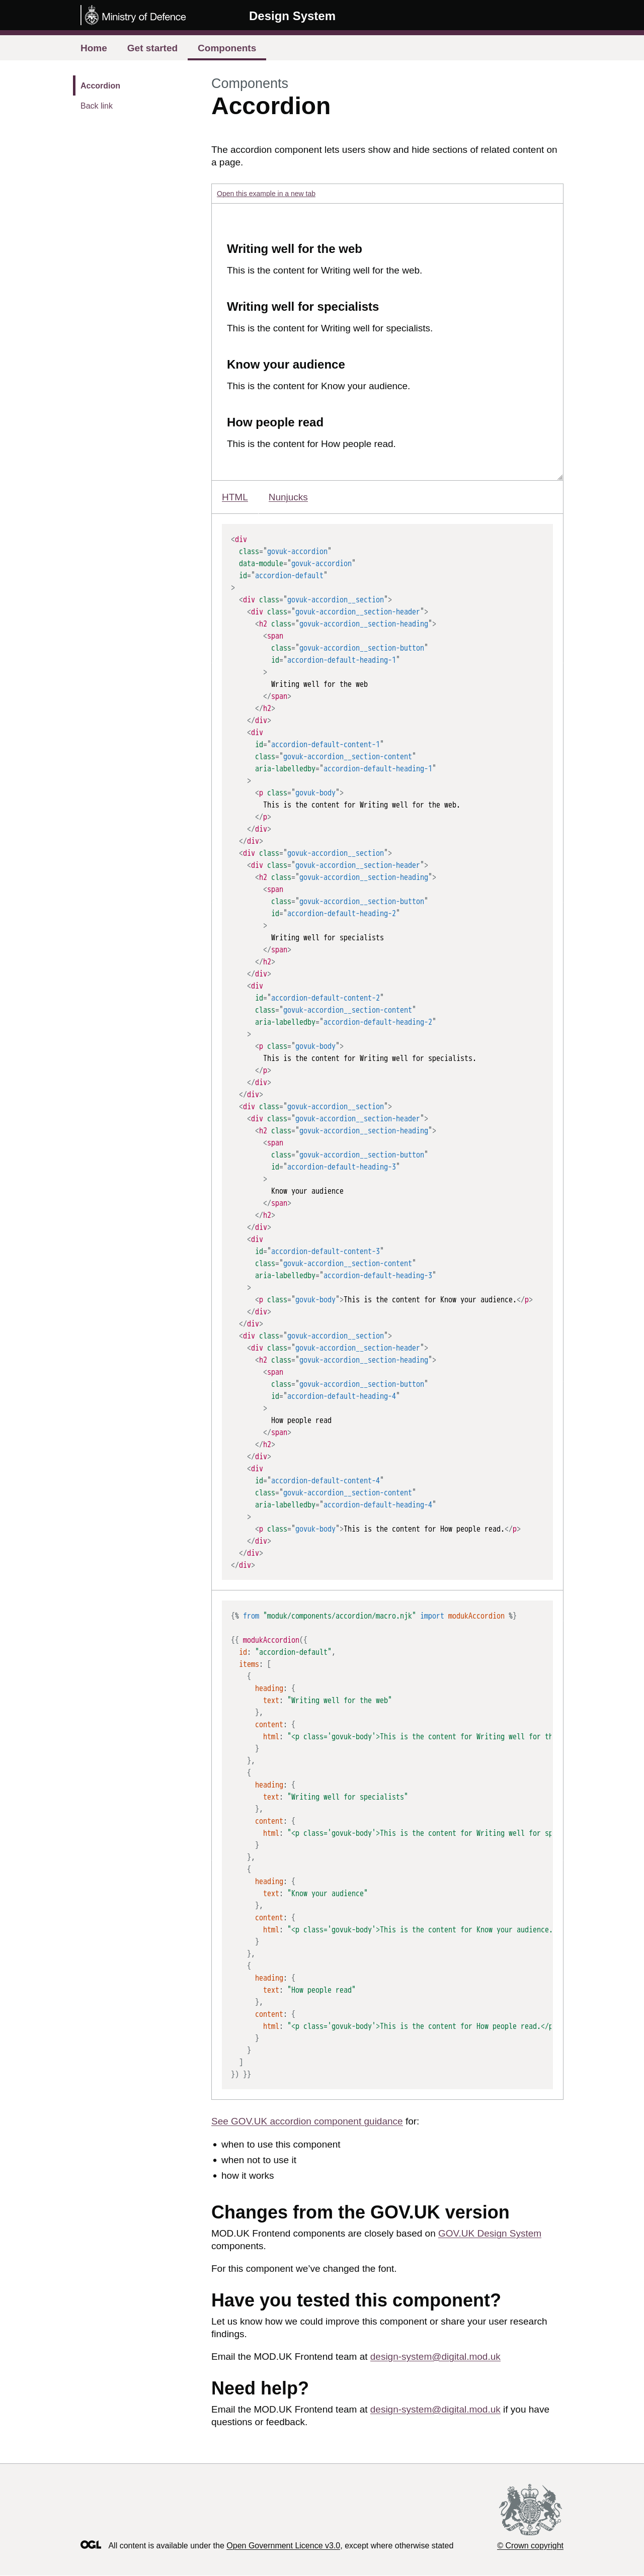 Ministry of Defence
Design System
Home Get started Components
Accordion
Back link
Components
Accordion
The accordion component lets users show and hide sections of related content on
a page.
Open this example in a new tab
Writing well for the web
This is the content for Writing well for the web.
Writing well for specialists
This is the content for Writing well for specialists.
Know your audience
This is the content for Know your audience.
How people read
This is the content for How people read.
HTML Nunjucks
<div
  class="govuk-accordion"
  data-module="govuk-accordion"
  id="accordion-default"
>
  <div class="govuk-accordion__section">
    <div class="govuk-accordion__section-header">
      <h2 class="govuk-accordion__section-heading">
        <span
          class="govuk-accordion__section-button"
          id="accordion-default-heading-1"
        >
          Writing well for the web
        </span>
      </h2>
    </div>
    <div
      id="accordion-default-content-1"
      class="govuk-accordion__section-content"
      aria-labelledby="accordion-default-heading-1"
    >
      <p class="govuk-body">
        This is the content for Writing well for the web.
      </p>
    </div>
  </div>
  <div class="govuk-accordion__section">
    <div class="govuk-accordion__section-header">
      <h2 class="govuk-accordion__section-heading">
        <span
          class="govuk-accordion__section-button"
          id="accordion-default-heading-2"
        >
          Writing well for specialists
        </span>
      </h2>
    </div>
    <div
      id="accordion-default-content-2"
      class="govuk-accordion__section-content"
      aria-labelledby="accordion-default-heading-2"
    >
      <p class="govuk-body">
        This is the content for Writing well for specialists.
      </p>
    </div>
  </div>
  <div class="govuk-accordion__section">
    <div class="govuk-accordion__section-header">
      <h2 class="govuk-accordion__section-heading">
        <span
          class="govuk-accordion__section-button"
          id="accordion-default-heading-3"
        >
          Know your audience
        </span>
      </h2>
    </div>
    <div
      id="accordion-default-content-3"
      class="govuk-accordion__section-content"
      aria-labelledby="accordion-default-heading-3"
    >
      <p class="govuk-body">This is the content for Know your audience.</p>
    </div>
  </div>
  <div class="govuk-accordion__section">
    <div class="govuk-accordion__section-header">
      <h2 class="govuk-accordion__section-heading">
        <span
          class="govuk-accordion__section-button"
          id="accordion-default-heading-4"
        >
          How people read
        </span>
      </h2>
    </div>
    <div
      id="accordion-default-content-4"
      class="govuk-accordion__section-content"
      aria-labelledby="accordion-default-heading-4"
    >
      <p class="govuk-body">This is the content for How people read.</p>
    </div>
  </div>
</div>
{% from "moduk/components/accordion/macro.njk" import modukAccordion %}
{{ modukAccordion({
  id: "accordion-default",
  items: [
    {
      heading: {
        text: "Writing well for the web"
      },
      content: {
        html: "<p class='govuk-body'>This is the content for Writing well for th
      }
    },
    {
      heading: {
        text: "Writing well for specialists"
      },
      content: {
        html: "<p class='govuk-body'>This is the content for Writing well for sp
      }
    },
    {
      heading: {
        text: "Know your audience"
      },
      content: {
        html: "<p class='govuk-body'>This is the content for Know your audience.
      }
    },
    {
      heading: {
        text: "How people read"
      },
      content: {
        html: "<p class='govuk-body'>This is the content for How people read.</p
      }
    }
  ]
}) }}
See GOV.UK accordion component guidance for:
• when to use this component
• when not to use it
• how it works
Changes from the GOV.UK version
MOD.UK Frontend components are closely based on GOV.UK Design System
components.
For this component we’ve changed the font.
Have you tested this component?
Let us know how we could improve this component or share your user research
findings.
Email the MOD.UK Frontend team at design-system@digital.mod.uk
Need help?
Email the MOD.UK Frontend team at design-system@digital.mod.uk if you have
questions or feedback.
OGL All content is available under the Open Government Licence v3.0, except where otherwise stated
© Crown copyright